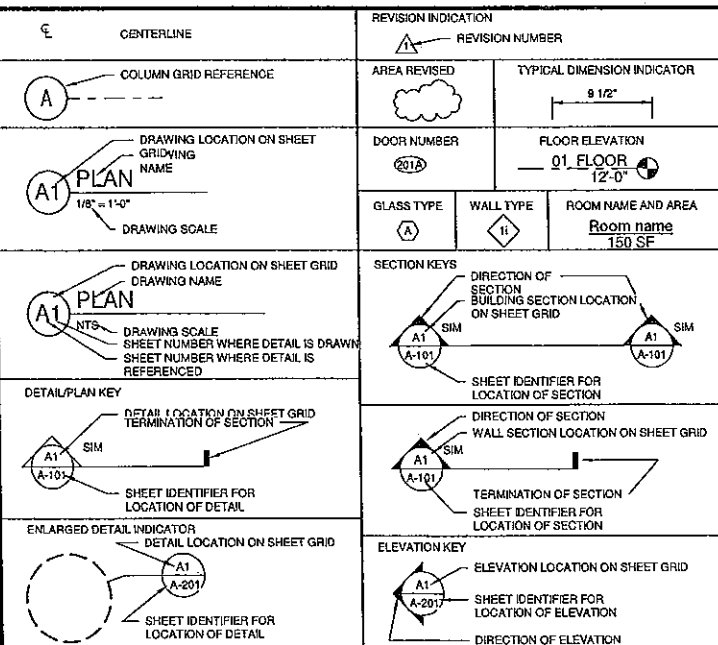 ℄ CENTERLINE
A COLUMN GRID REFERENCE
DRAWING LOCATION ON SHEET
GRIDVING
NAME
A1 PLAN
1/8" = 1'-0"
DRAWING SCALE
DRAWING LOCATION ON SHEET GRID
DRAWING NAME
A1 PLAN
NTS
DRAWING SCALE
SHEET NUMBER WHERE DETAIL IS DRAWN
SHEET NUMBER WHERE DETAIL IS
REFERENCED
DETAIL/PLAN KEY
DETAIL LOCATION ON SHEET GRID
TERMINATION OF SECTION
A1 SIM
A-101
SHEET IDENTIFIER FOR
LOCATION OF DETAIL
ENLARGED DETAIL INDICATOR
DETAIL LOCATION ON SHEET GRID
A1
A-201
SHEET IDENTIFIER FOR
LOCATION OF DETAIL
REVISION INDICATION
1 REVISION NUMBER
AREA REVISED
TYPICAL DIMENSION INDICATOR
9 1/2"
DOOR NUMBER
201A
FLOOR ELEVATION
01 FLOOR
12'-0"
GLASS TYPE
A
WALL TYPE
1i
ROOM NAME AND AREA
Room name
150 SF
SECTION KEYS
DIRECTION OF
SECTION
BUILDING SECTION LOCATION
ON SHEET GRID
A1 SIM
A-101
A1 SIM
A-101
SHEET IDENTIFIER FOR
LOCATION OF SECTION
DIRECTION OF SECTION
WALL SECTION LOCATION ON SHEET GRID
A1 SIM
A-101
TERMINATION OF SECTION
SHEET IDENTIFIER FOR
LOCATION OF SECTION
ELEVATION KEY
ELEVATION LOCATION ON SHEET GRID
A1
A-201
SHEET IDENTIFIER FOR
LOCATION OF ELEVATION
DIRECTION OF ELEVATION